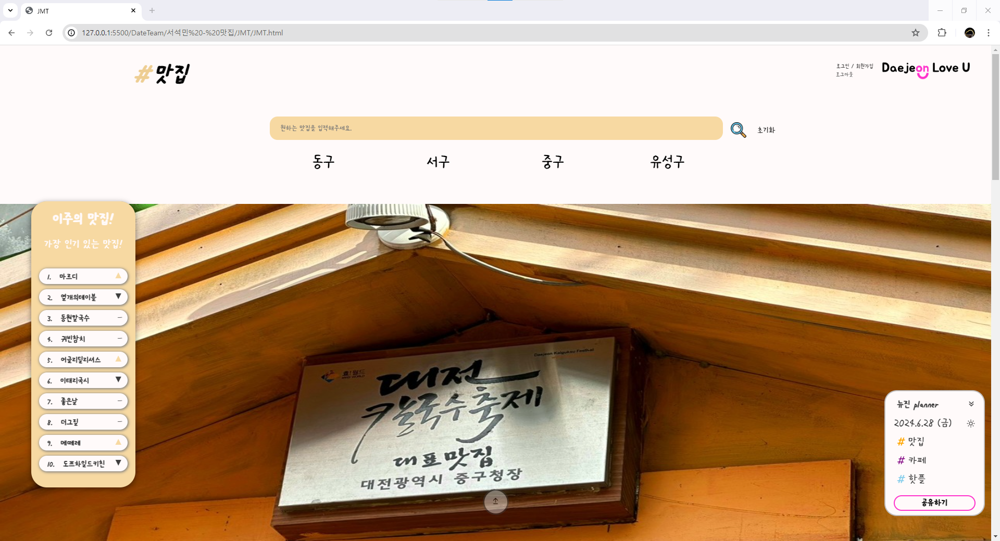 JMT
127.0.0.1:5500/DateTeam/서석민%20-%20맛집/JMT/JMT.html
#맛집
로그인 / 회원가입
로그아웃
Daejeon Love U
원하는 맛집을 입력해주세요.
초기화
동구
서구
중구
유성구
이주의 맛집!
가장 인기 있는 맛집!
1. 마르디 ▲
2. 열개의테이블 ▼
3. 동원칼국수 –
4. 귀빈참치 –
5. 어글리딜리셔스 ▲
6. 이태리국시 ▼
7. 좋은날 –
8. 더그릴 –
9. 메떼레 ▲
10. 도프차일드키친 ▼
Daejeon Kalguksu Festival
효!월드
대전
칼국수축제
대표맛집
대전광역시 중구청장
뉴진 planner
2024.6.28 (금)
# 맛집
# 카페
# 핫플
공유하기